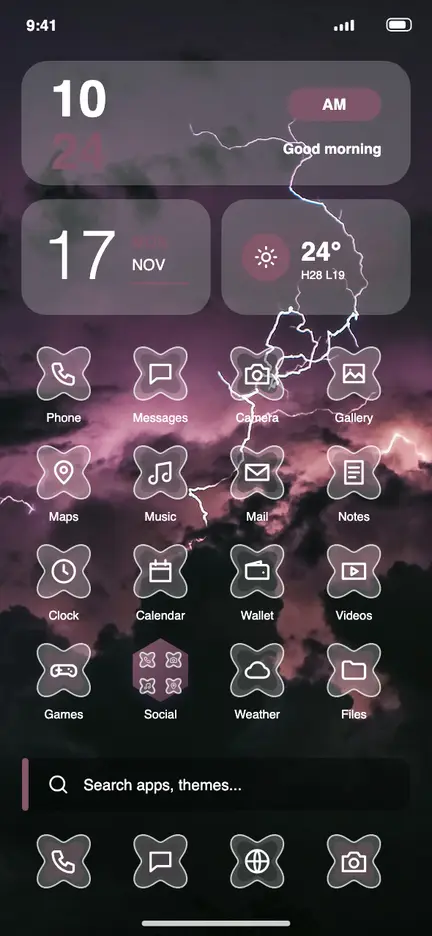 9:41
10
24
AM
Good morning
17
NOV
24°
H28 L19
Phone
Messages
Camera
Gallery
Maps
Music
Mail
Notes
Clock
Calendar
Wallet
Videos
Games
Social
Weather
Files
Search apps, themes...